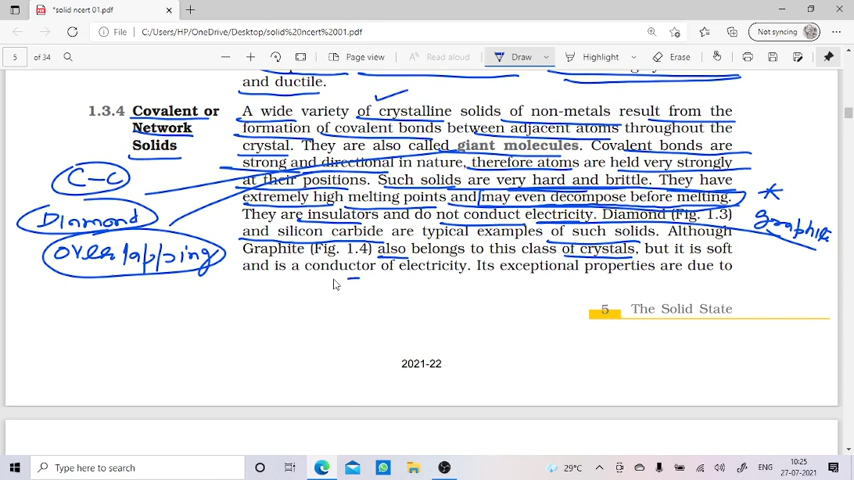 *solid ncert 001.pdf
File
C:/Users/HP/OneDrive/Desktop/solid%20ncert%2001.pdf
Not syncing
5 of 34
Page view
Read aloud
Draw
Highlight
Erase
and ductile.
1.3.4 Covalent or Network Solids
A wide variety of crystalline solids of non-metals result from the
formation of covalent bonds between adjacent atoms throughout the
crystal. They are also called giant molecules. Covalent bonds are
strong and directional in nature, therefore atoms are held very strongly
at their positions. Such solids are very hard and brittle. They have
extremely high melting points and may even decompose before melting.
They are insulators and do not conduct electricity. Diamond (Fig. 1.3)
and silicon carbide are typical examples of such solids. Although
Graphite (Fig. 1.4) also belongs to this class of crystals, but it is soft
and is a conductor of electricity. Its exceptional properties are due to
C-C
Diamond
overlapping
*
graphite
5 The Solid State
2021-22
Type here to search
29°C
ENG
10:25
27-07-2021